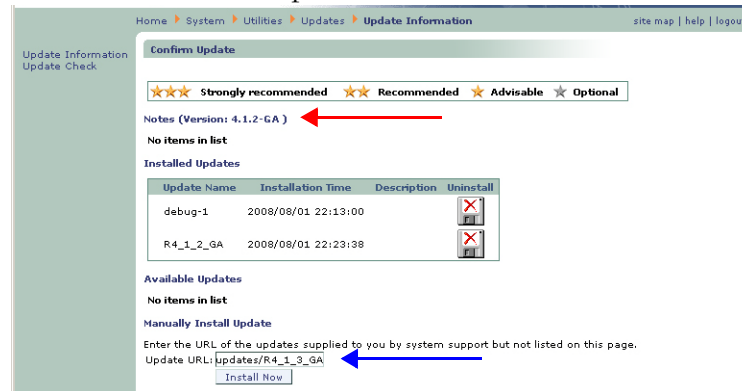 Home System Utilities Updates Update Information site map | help | logou
Update Information
Update Check
Confirm Update
Strongly recommended Recommended Advisable Optional
Notes (Version: 4.1.2-GA )
No items in list
Installed Updates
Update Name Installation Time Description Uninstall
debug-1 2008/08/01 22:13:00
R4_1_2_GA 2008/08/01 22:23:38
Available Updates
No items in list
Manually Install Update
Enter the URL of the updates supplied to you by system support but not listed on this page.
Update URL: updates/R4_1_3_GA
Install Now